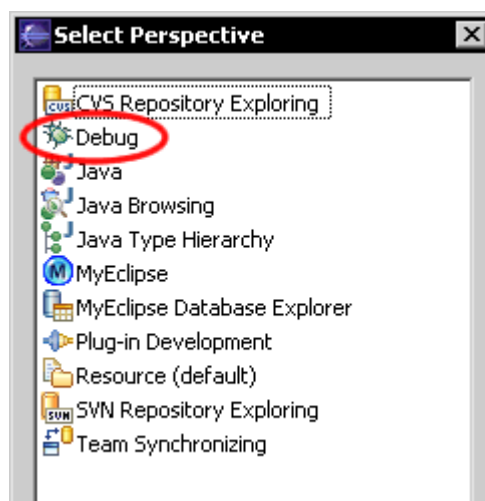 Select Perspective
CVS Repository Exploring
Debug
Java
Java Browsing
Java Type Hierarchy
MyEclipse
MyEclipse Database Explorer
Plug-in Development
Resource (default)
SVN Repository Exploring
Team Synchronizing